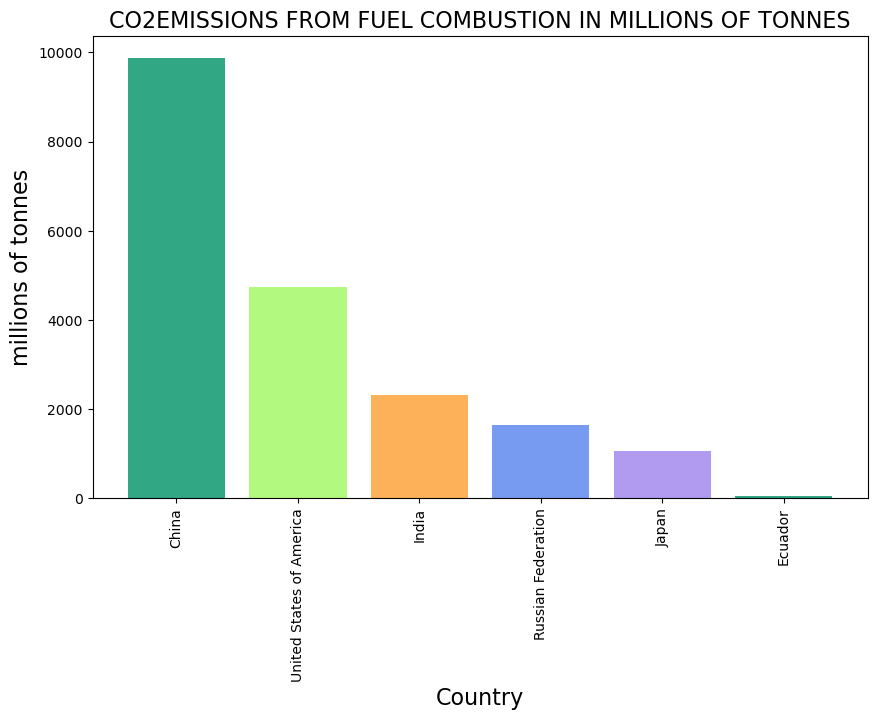 CO2EMISSIONS FROM FUEL COMBUSTION IN MILLIONS OF TONNES
millions of tonnes
10000
8000
6000
4000
2000
0
China
United States of America
India
Russian Federation
Japan
Ecuador
Country